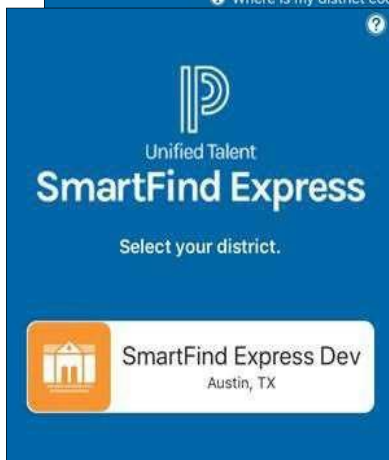 Where is my district
?
Unified Talent
SmartFind Express
Select your district.
SmartFind Express Dev
Austin, TX